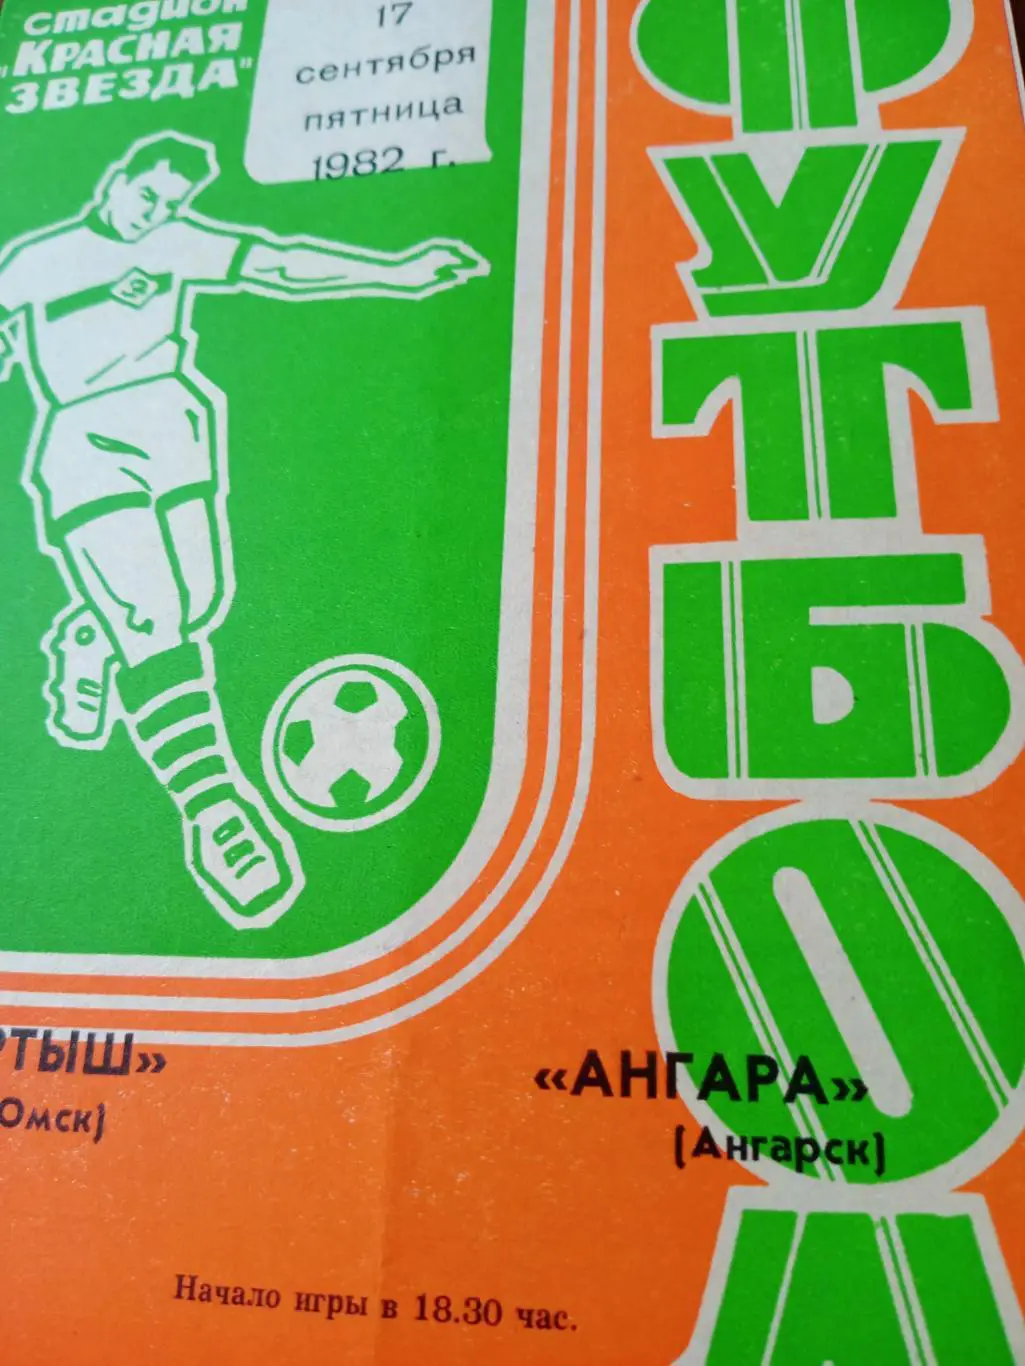 стадион
"КРАСНАЯ
ЗВЕЗДА"
17
сентября
пятница
1982 г.
ФУТБОЛ
РТЫШ»
Омск)
«АНГАРА»
(Ангарск)
Начало игры в 18.30 час.